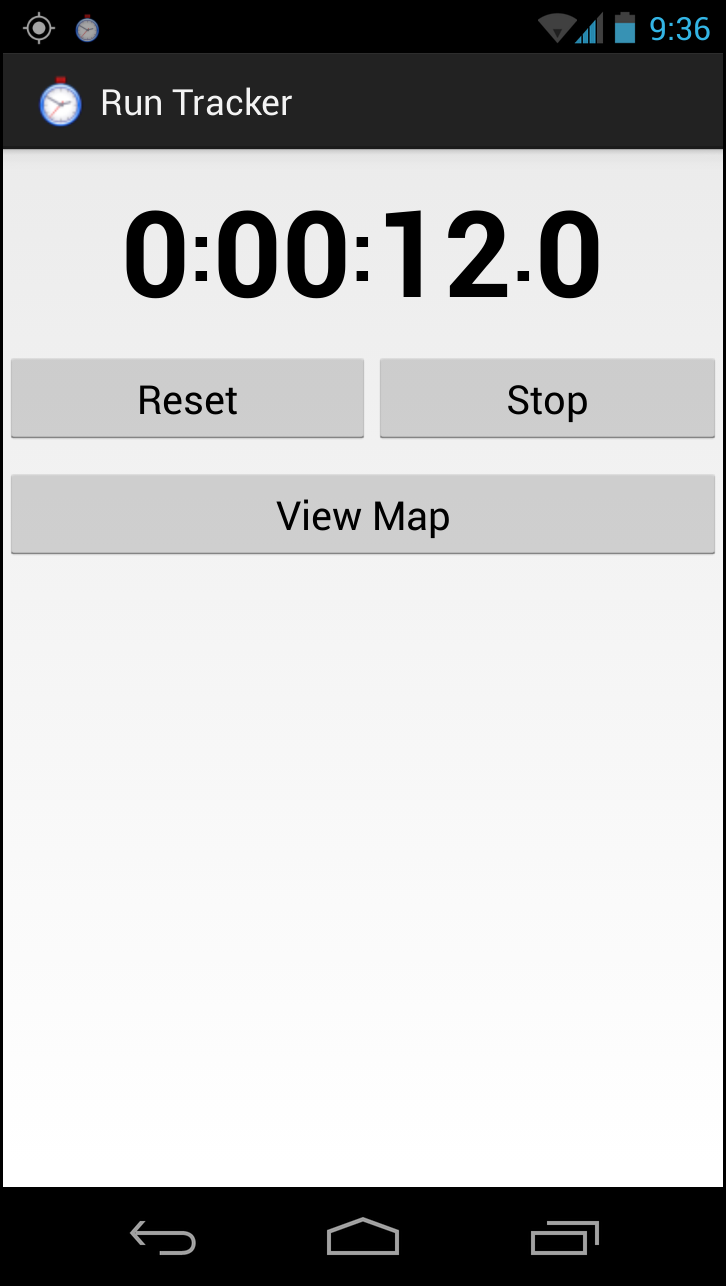 9:36
Run Tracker
0:00:12.0
Reset Stop
View Map